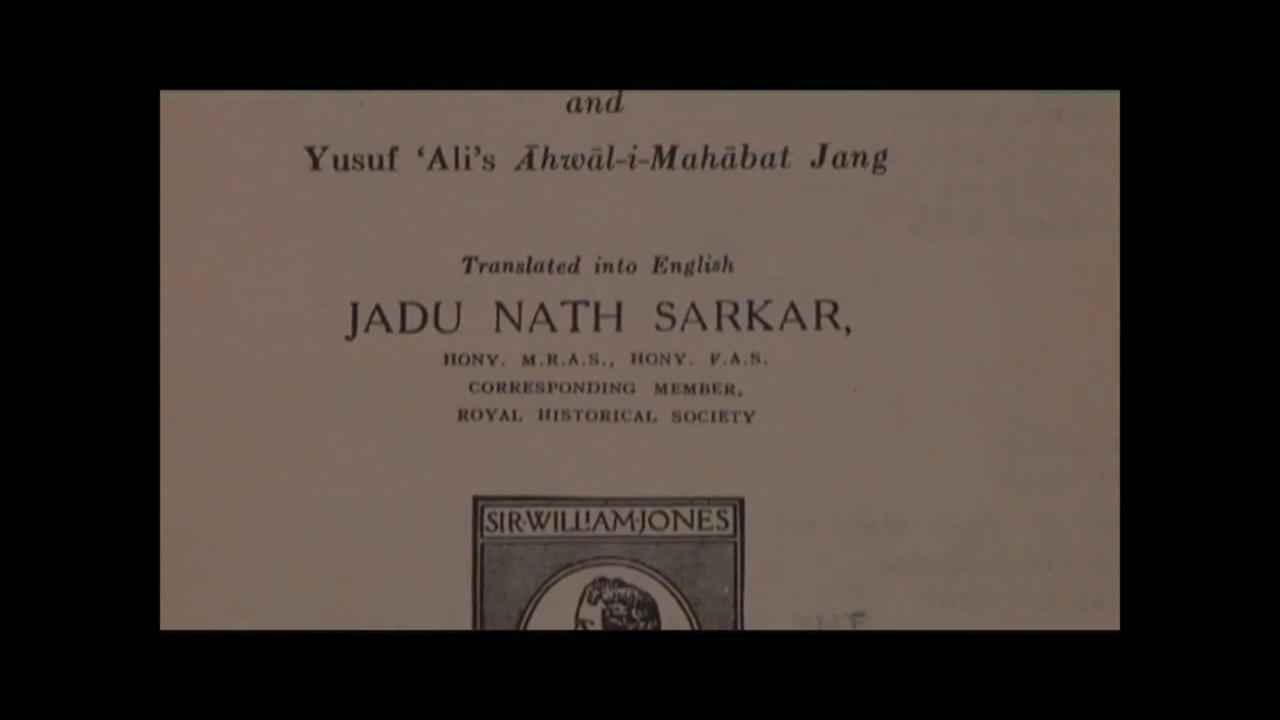 and
Yusuf ‘Ali’s Āhwāl-i-Mahābat Jang
Translated into English
JADU NATH SARKAR,
HONY. M.R.A.S., HONY. F.A.S.
CORRESPONDING MEMBER,
ROYAL HISTORICAL SOCIETY
SIR·WILLIAM·JONES